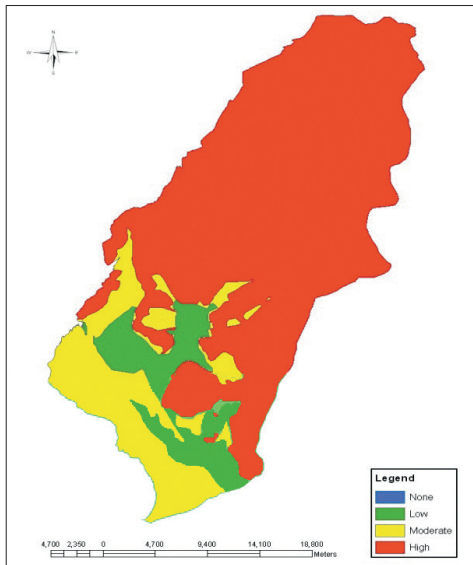 N
W E
S
Legend
None
Low
Moderate
High
4,700 2,350 0 4,700 9,400 14,100 18,800
Meters